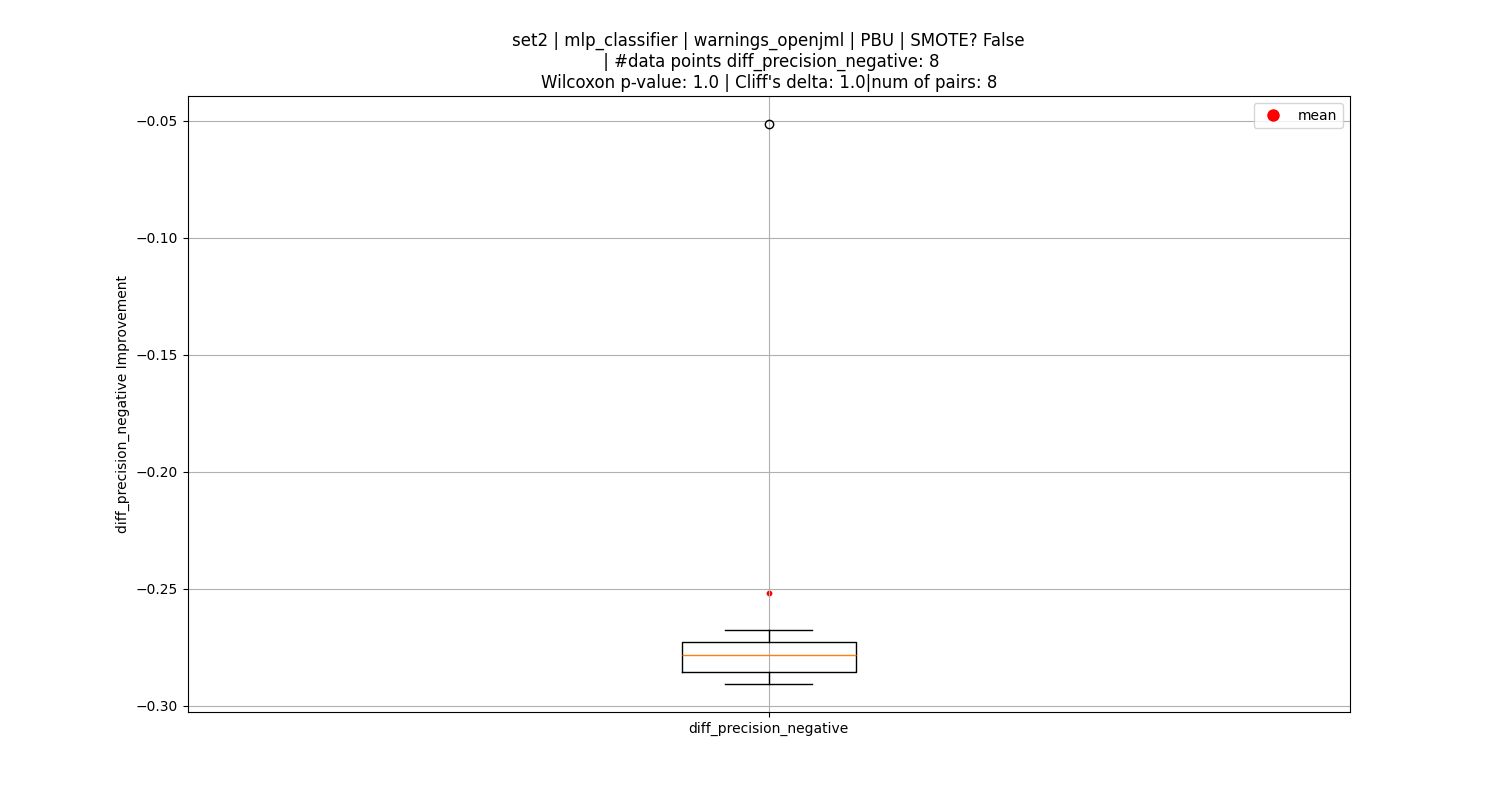 set2 | mlp_classifier | warnings_openjml | PBU | SMOTE? False
| #data points diff_precision_negative: 8
Wilcoxon p-value: 1.0 | Cliff's delta: 1.0|num of pairs: 8
mean
−0.05
−0.10
−0.15
−0.20
−0.25
−0.30
diff_precision_negative Improvement
diff_precision_negative